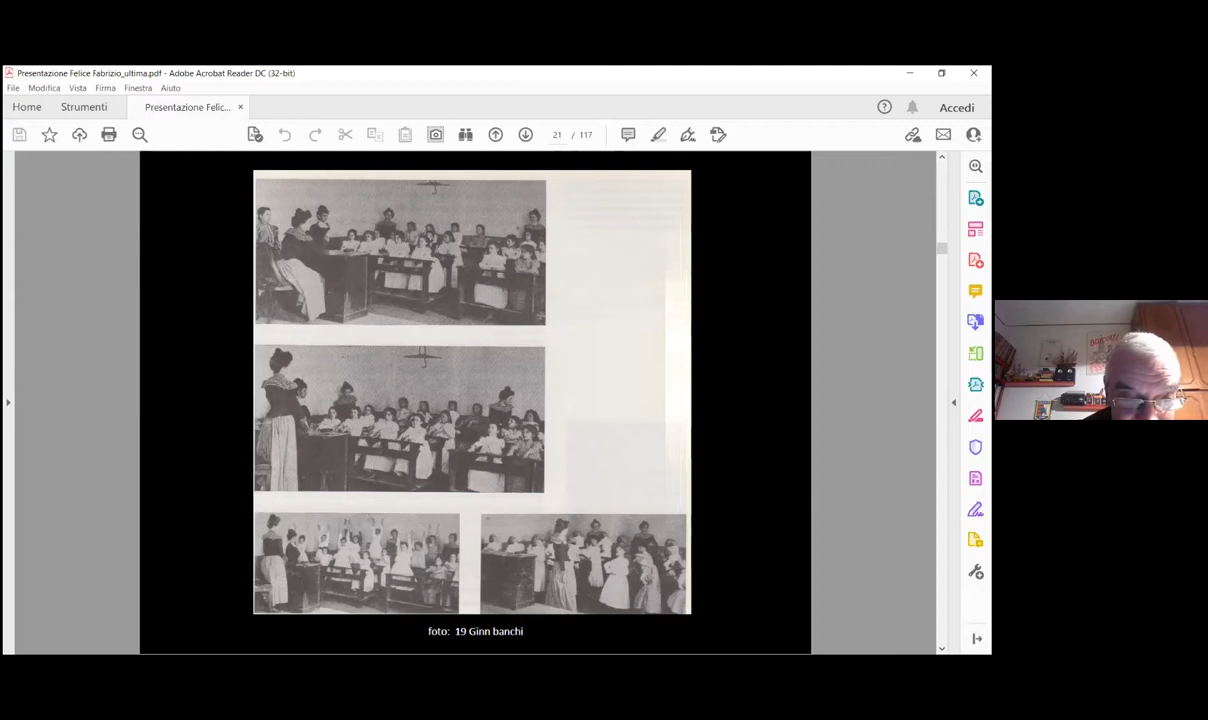 Presentazione Felice Fabrizio_ultima.pdf - Adobe Acrobat Reader DC (32-bit)
File Modifica Vista Firma Finestra Aiuto
Home Strumenti Presentazione Felic... × Accedi
21 / 117
foto: 19 Ginn banchi